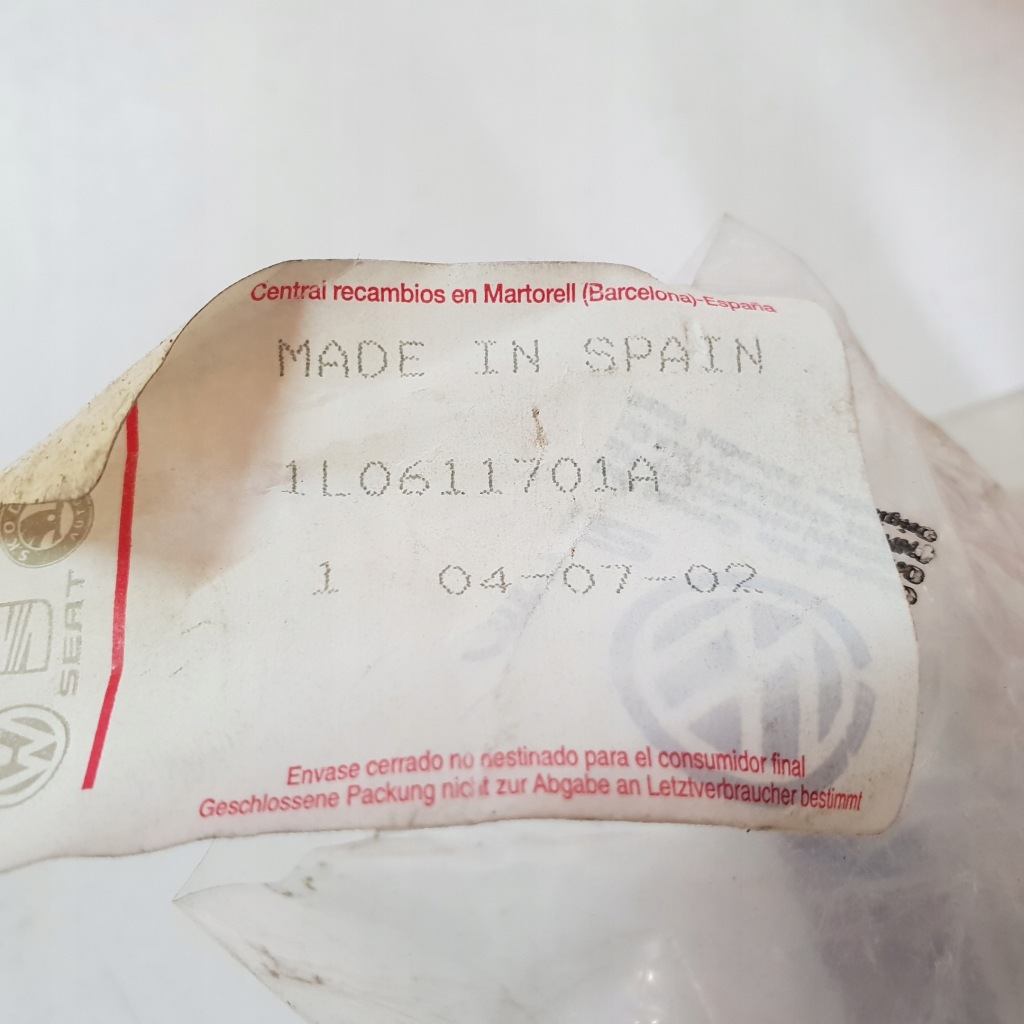 Central recambios en Martorell (Barcelona)-España
MADE IN SPAIN
1L0611701A
1 04-07-02
SEAT
Envase cerrado no destinado para el consumidor final
Geschlossene Packung nicht zur Abgabe an Letztverbraucher bestimmt